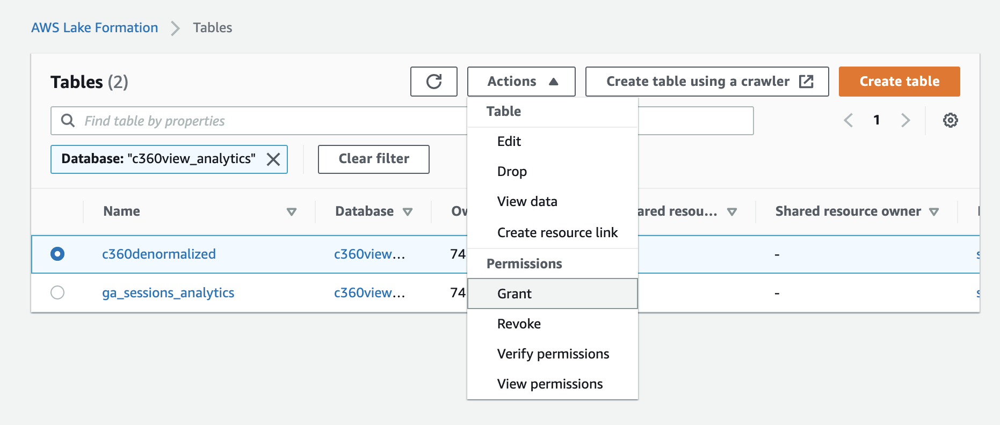 AWS Lake Formation Tables
Tables (2)
Actions
Create table using a crawler
Create table
Find table by properties
1
Database: "c360view_analytics"
Clear filter
Table
Edit
Drop
View data
Create resource link
Permissions
Grant
Revoke
Verify permissions
View permissions
Name Database Ow ared resou... Shared resource owner
c360denormalized c360view... 74 -
ga_sessions_analytics c360view... 74 -